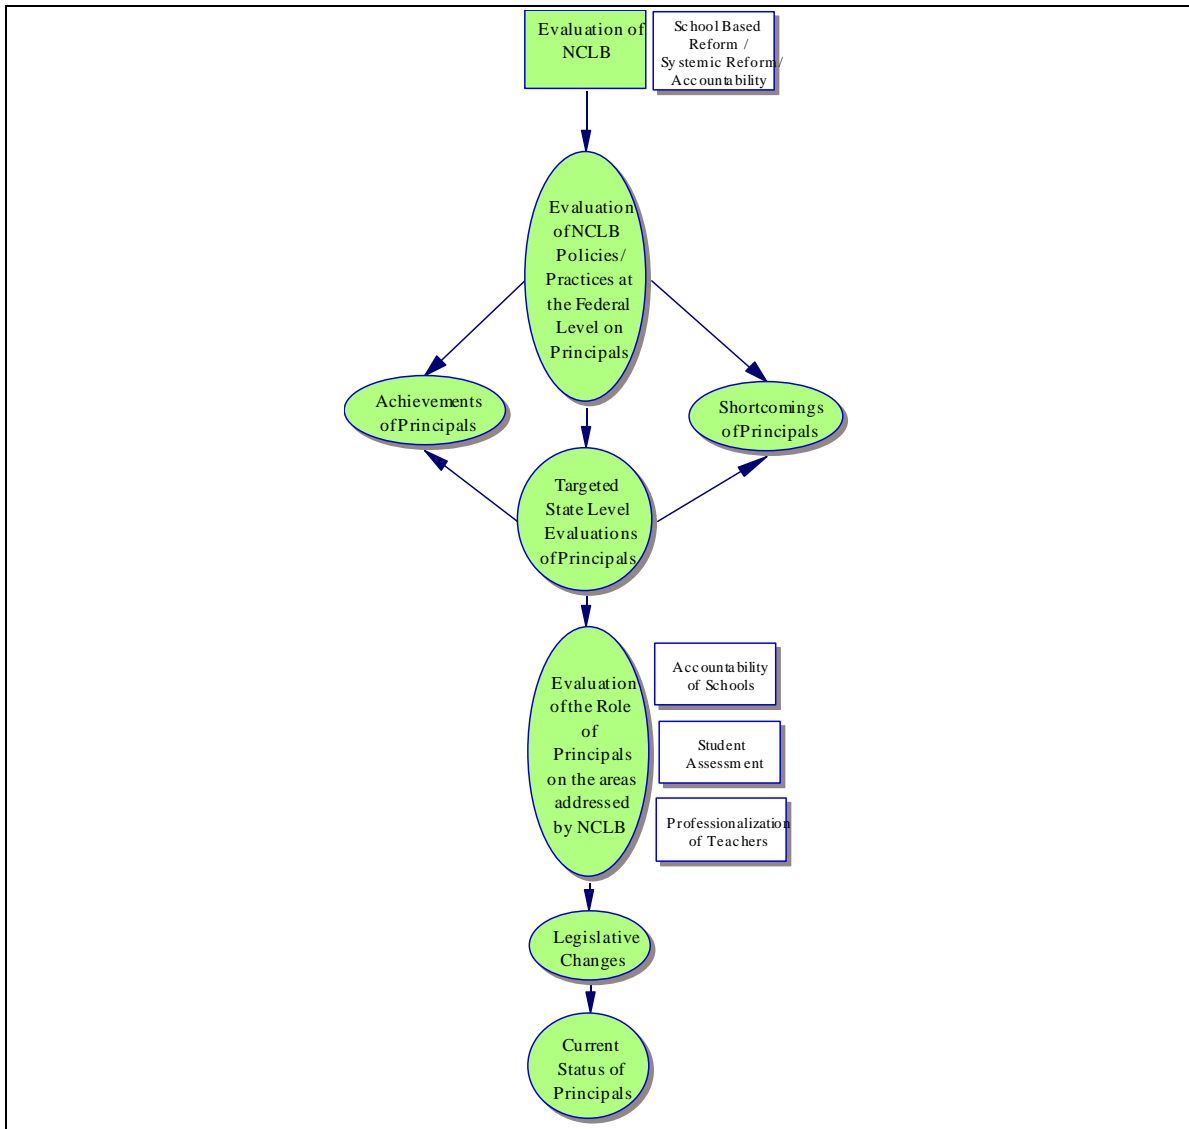 Evaluation of
NCLB
School Based
Reform /
Systemic Reform/
Accountability
Evaluation
of NCLB
Policies/
Practices at
the Federal
Level on
Principals
Achievements
of Principals
Shortcomings
of Principals
Targeted
State Level
Evaluations
of Principals
Evaluation
of the Role
of
Principals
on the areas
addressed
by NCLB
Accountability
of Schools
Student
Assessment
Professionalization
of Teachers
Legislative
Changes
Current
Status of
Principals